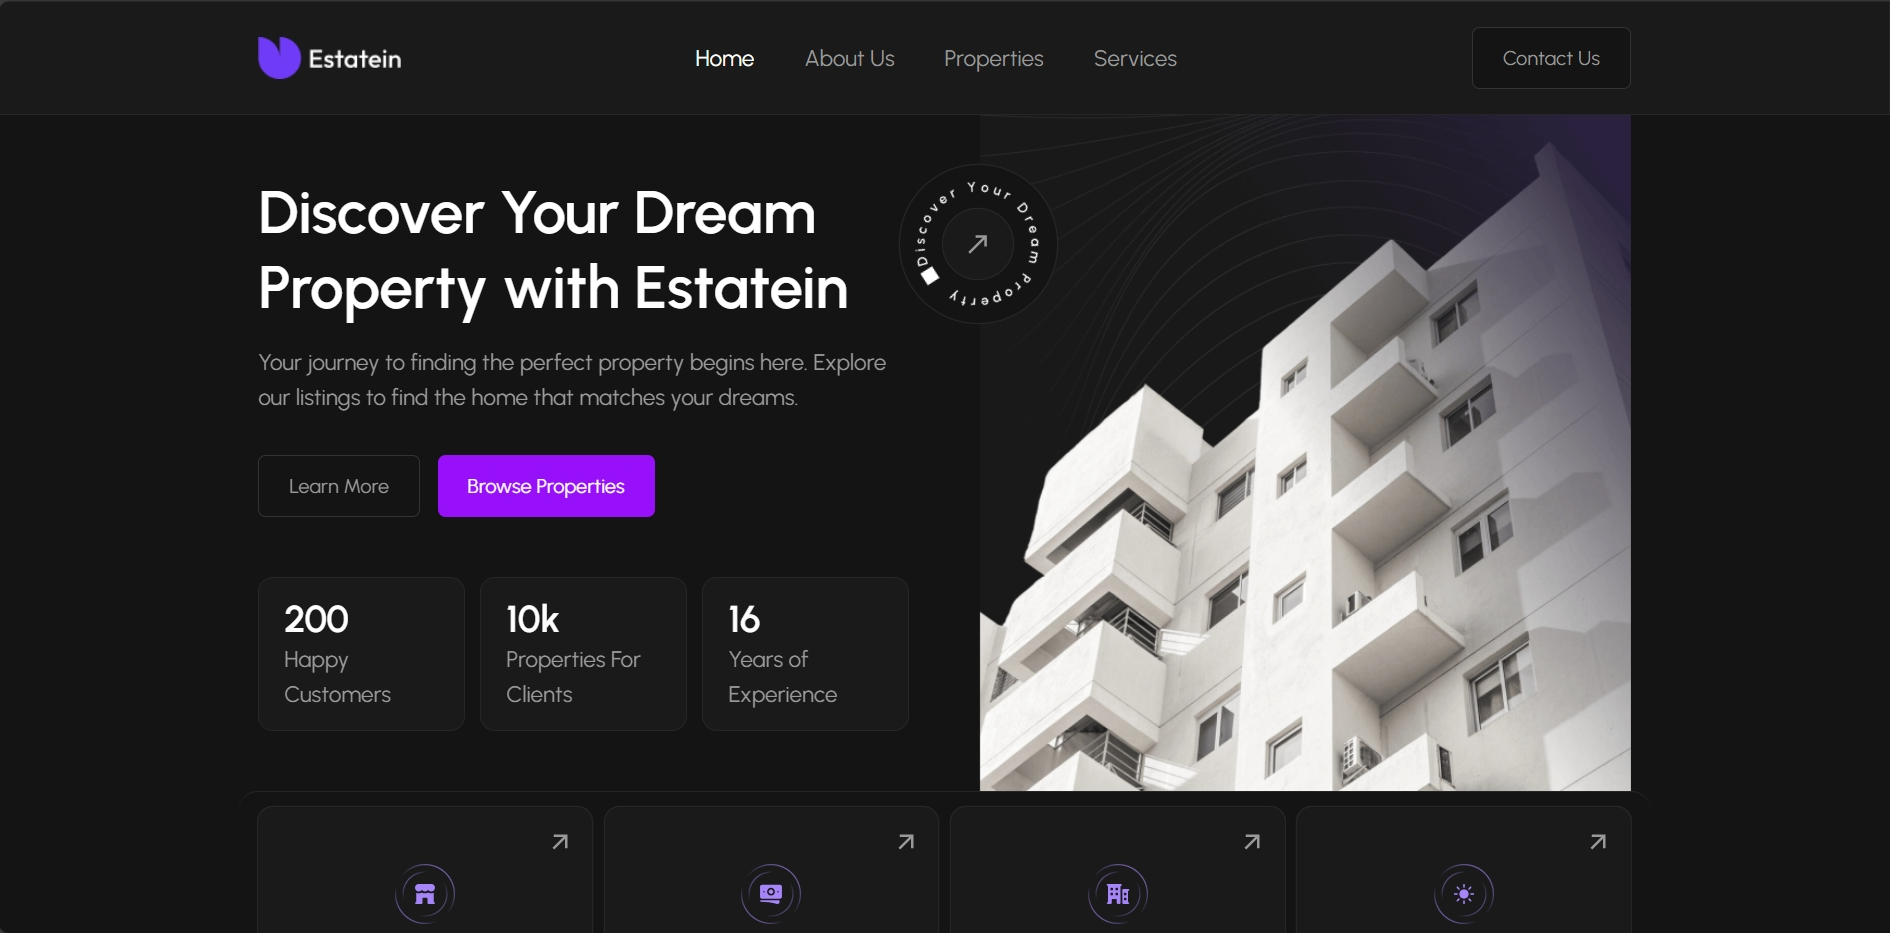 Estatein
Home
About Us
Properties
Services
Contact Us
Discover Your Dream
Property with Estatein
Discover Your Dream Property
Your journey to finding the perfect property begins here. Explore
our listings to find the home that matches your dreams.
Learn More
Browse Properties
200
Happy
Customers
10k
Properties For
Clients
16
Years of
Experience